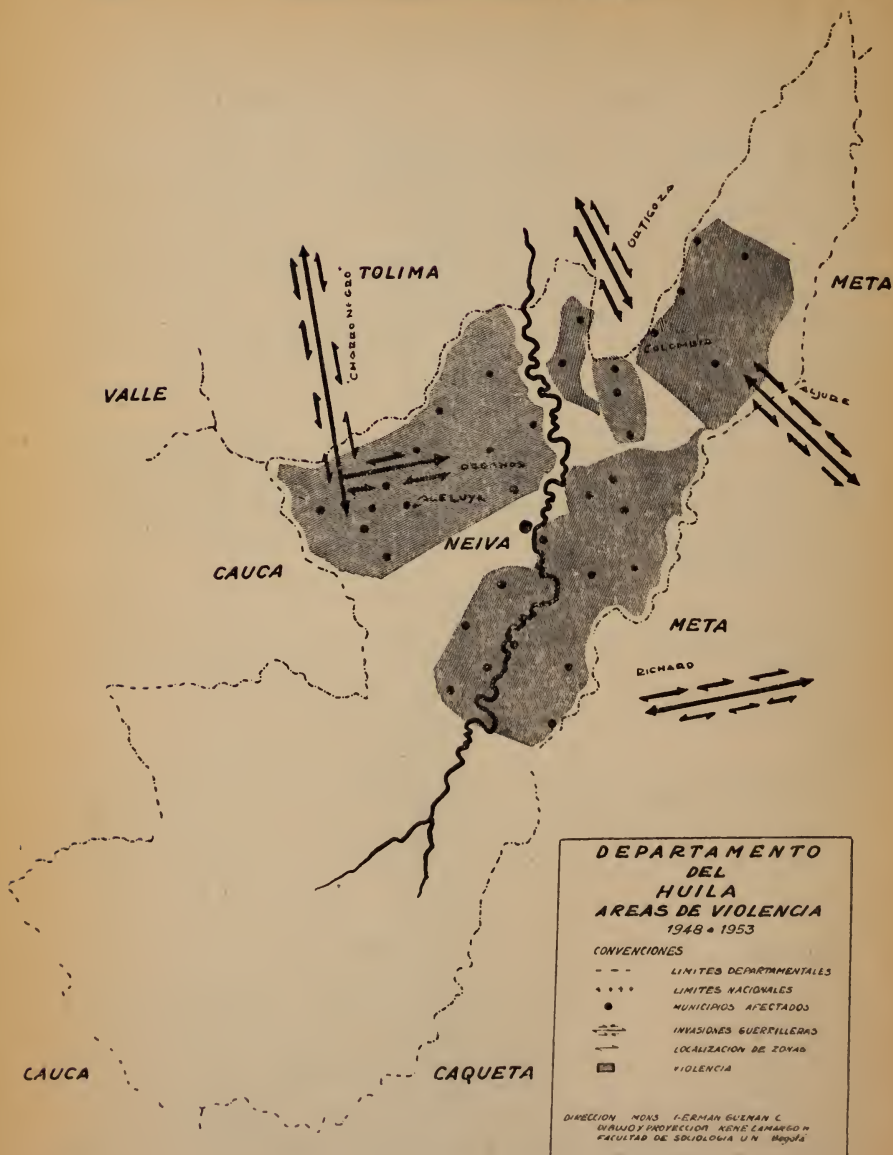 ORTIGOZA
TOLIMA
CHORRO NEGRO
META
COLOMBIA
VALLE
ORGANOS
ALELUYA
NEIVA
CAUCA
META
RICHARD
DEPARTAMENTO
DEL
HUILA
AREAS DE VIOLENCIA
1948 • 1953
CONVENCIONES
LIMITES DEPARTAMENTALES
LIMITES NACIONALES
MUNICIPIOS AFECTADOS
INVASIONES GUERRILLERAS
LOCALIZACION DE ZONAS
VIOLENCIA
CAUCA
CAQUETA
DIRECCION MONS GERMAN GUZMAN C
DIBUJO Y PROYECCION RENE CAMARGO
FACULTAD DE SOCIOLOGIA U N Bogotá